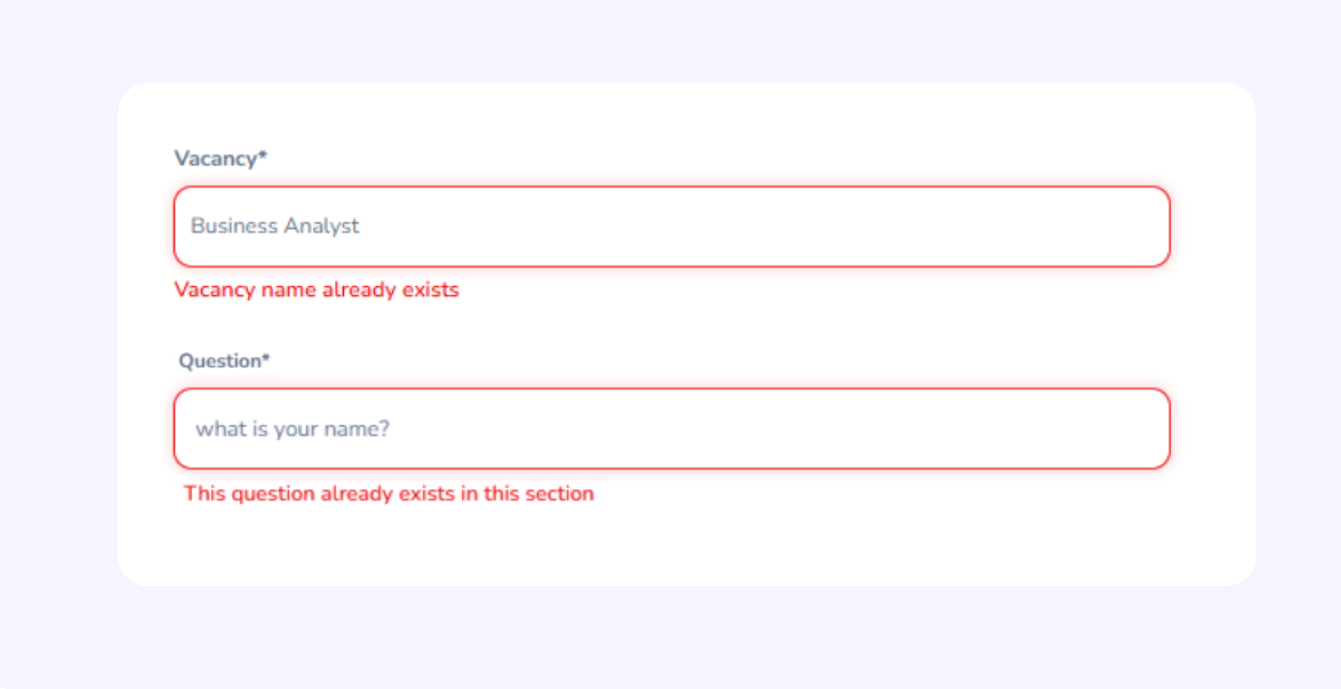 Vacancy*
Business Analyst
Vacancy name already exists
Question*
what is your name?
This question already exists in this section